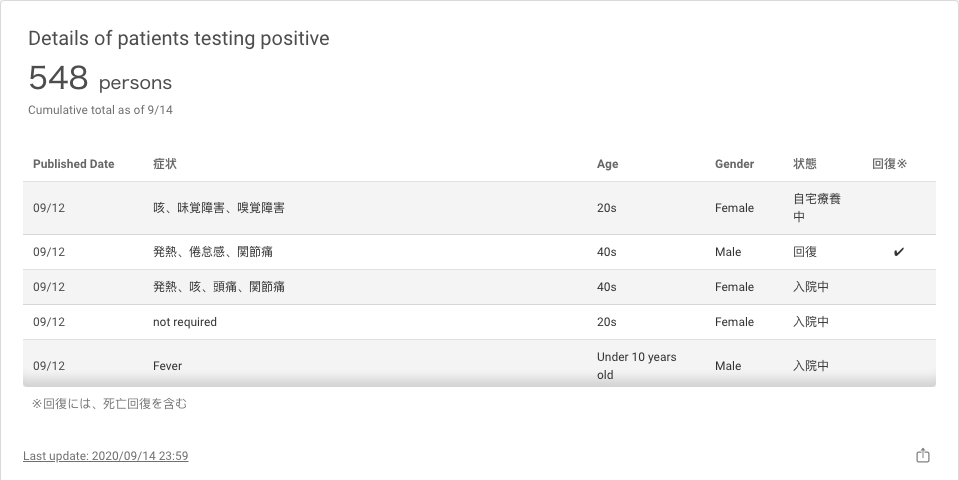 Details of patients testing positive
548 persons
Cumulative total as of 9/14
Published Date 症状 Age Gender 状態 回復※
09/12 咳、味覚障害、嗅覚障害 20s Female 自宅療養
中
09/12 発熱、倦怠感、関節痛 40s Male 回復 ✔
09/12 発熱、咳、頭痛、関節痛 40s Female 入院中
09/12 not required 20s Female 入院中
09/12 Fever Under 10 years Male 入院中
old
※回復には、死亡回復を含む
Last update: 2020/09/14 23:59